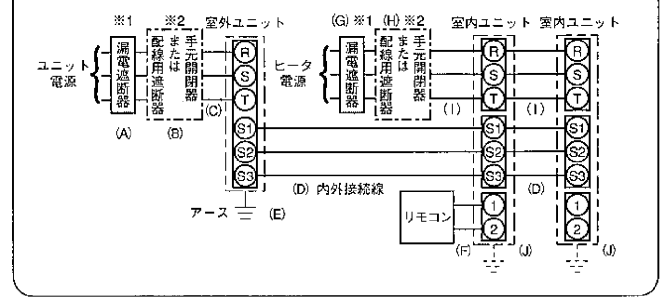 ※1
※2
室外ユニット
(G) ※1 (H) ※2
室内ユニット 室内ユニット
ユニット
電源
漏電遮断器
手元開閉器
または
配線用遮断器
R
S
T
S1
S2
S3
(A)
(B)
(C)
ヒータ
電源
漏電遮断器
手元開閉器
または
配線用遮断器
R
S
T
S1
S2
S3
1
2
R
S
T
S1
S2
S3
1
2
(I)
(I)
(D) 内外接続線
(D)
アース
(E)
リモコン
(F)
(J)
(J)